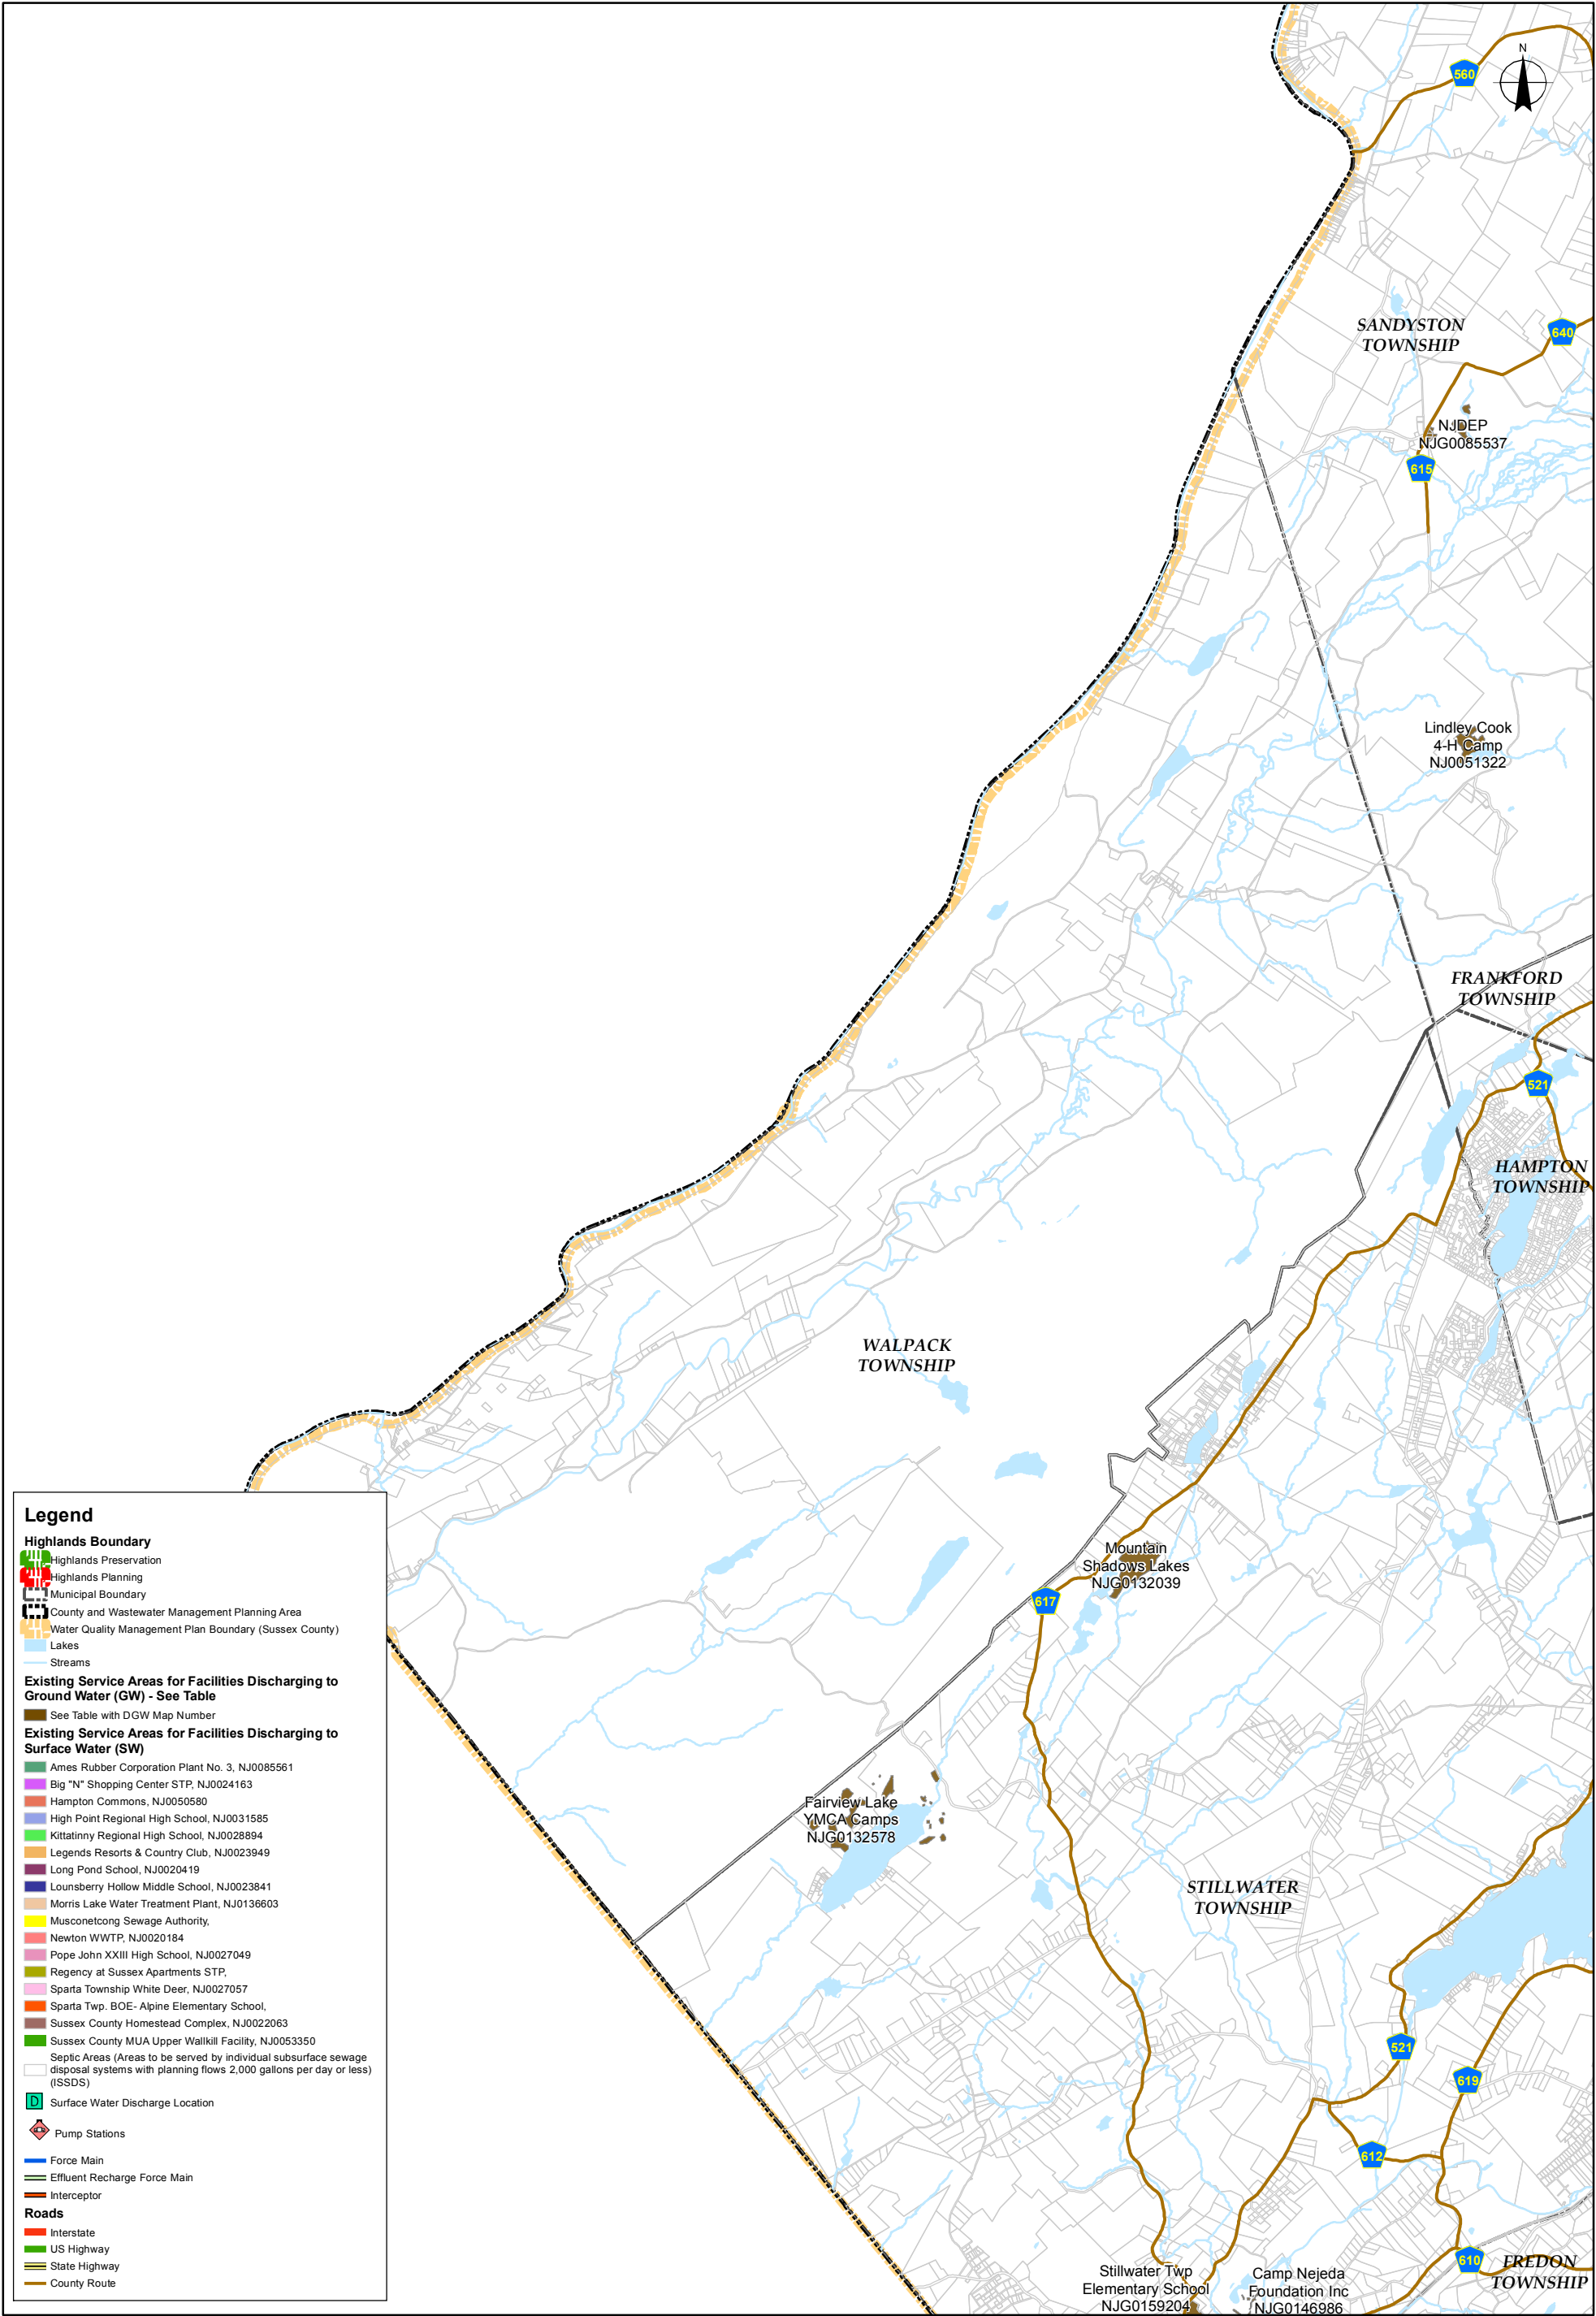 N
560
SANDYSTON
TOWNSHIP
640
NJDEP
NJG0085537
615
Lindley Cook
4-H Camp
NJ0051322
FRANKFORD
TOWNSHIP
521
HAMPTON
TOWNSHIP
WALPACK
TOWNSHIP
Mountain
Shadows Lakes
NJG0132039
617
Fairview Lake
YMCA Camps
NJG0132578
STILLWATER
TOWNSHIP
521
619
612
610
FREDON
TOWNSHIP
Stillwater Twp
Elementary School
NJG0159204
Camp Nejeda
Foundation Inc
NJG0146986
Legend
Highlands Boundary
Highlands Preservation
Highlands Planning
Municipal Boundary
County and Wastewater Management Planning Area
Water Quality Management Plan Boundary (Sussex County)
Lakes
Streams
Existing Service Areas for Facilities Discharging to
Ground Water (GW) - See Table
See Table with DGW Map Number
Existing Service Areas for Facilities Discharging to
Surface Water (SW)
Ames Rubber Corporation Plant No. 3, NJ0085561
Big "N" Shopping Center STP, NJ0024163
Hampton Commons, NJ0050580
High Point Regional High School, NJ0031585
Kittatinny Regional High School, NJ0028894
Legends Resorts & Country Club, NJ0023949
Long Pond School, NJ0020419
Lounsberry Hollow Middle School, NJ0023841
Morris Lake Water Treatment Plant, NJ0136603
Musconetcong Sewage Authority,
Newton WWTP, NJ0020184
Pope John XXIII High School, NJ0027049
Regency at Sussex Apartments STP,
Sparta Township White Deer, NJ0027057
Sparta Twp. BOE- Alpine Elementary School,
Sussex County Homestead Complex, NJ0022063
Sussex County MUA Upper Wallkill Facility, NJ0053350
Septic Areas (Areas to be served by individual subsurface sewage
disposal systems with planning flows 2,000 gallons per day or less)
(ISSDS)
D
Surface Water Discharge Location
Pump Stations
Force Main
Effluent Recharge Force Main
Interceptor
Roads
Interstate
US Highway
State Highway
County Route